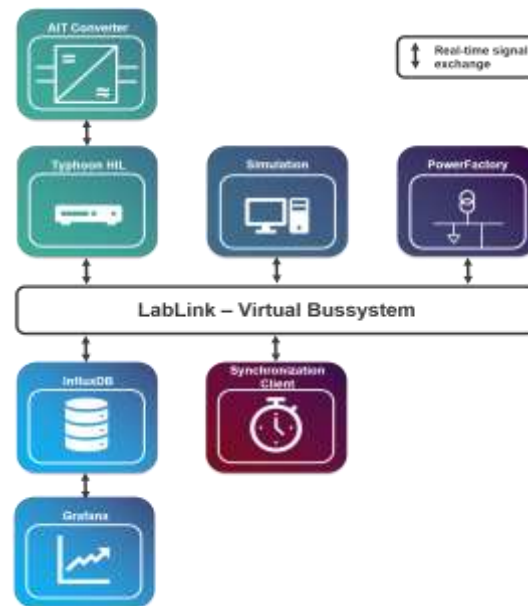 AIT Converter
Real-time signal
exchange
Typhoon HIL
Simulation
PowerFactory
LabLink – Virtual Bussystem
InfluxDB
Synchronization
Client
Grafana